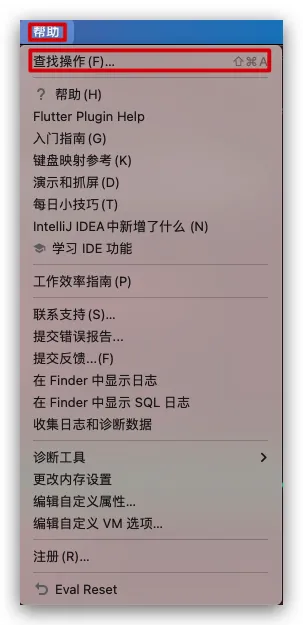 帮助
查找操作(F)... ⇧⌘A
? 帮助(H)
Flutter Plugin Help
入门指南(G)
键盘映射参考(K)
演示和抓屏(D)
每日小技巧(T)
IntelliJ IDEA中新增了什么 (N)
学习 IDE 功能
工作效率指南(P)
联系支持(S)...
提交错误报告...
提交反馈...(F)
在 Finder 中显示日志
在 Finder 中显示 SQL 日志
收集日志和诊断数据
诊断工具
更改内存设置
编辑自定义属性...
编辑自定义 VM 选项...
注册(R)...
Eval Reset